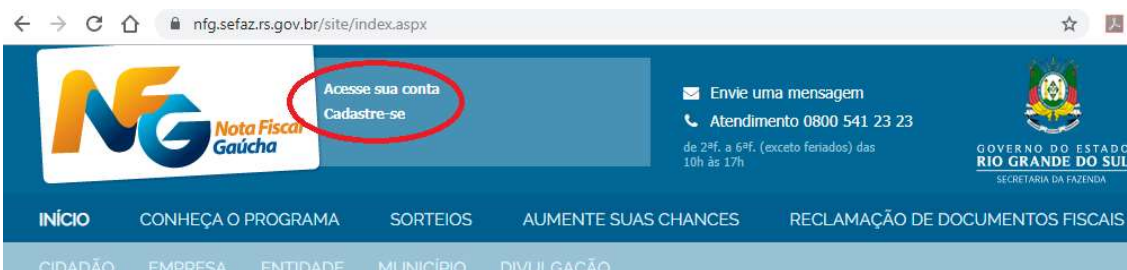 nfg.sefaz.rs.gov.br/site/index.aspx
NFG
Nota Fiscal
Gaúcha
Acesse sua conta
Cadastre-se
Envie uma mensagem
Atendimento 0800 541 23 23
de 2ªf. a 6ªf. (exceto feriados) das
10h às 17h
GOVERNO DO ESTADO
RIO GRANDE DO SUL
SECRETARIA DA FAZENDA
INÍCIO CONHEÇA O PROGRAMA SORTEIOS AUMENTE SUAS CHANCES RECLAMAÇÃO DE DOCUMENTOS FISCAIS
CIDADÃO EMPRESA ENTIDADE MUNICÍPIO DIVULGAÇÃO